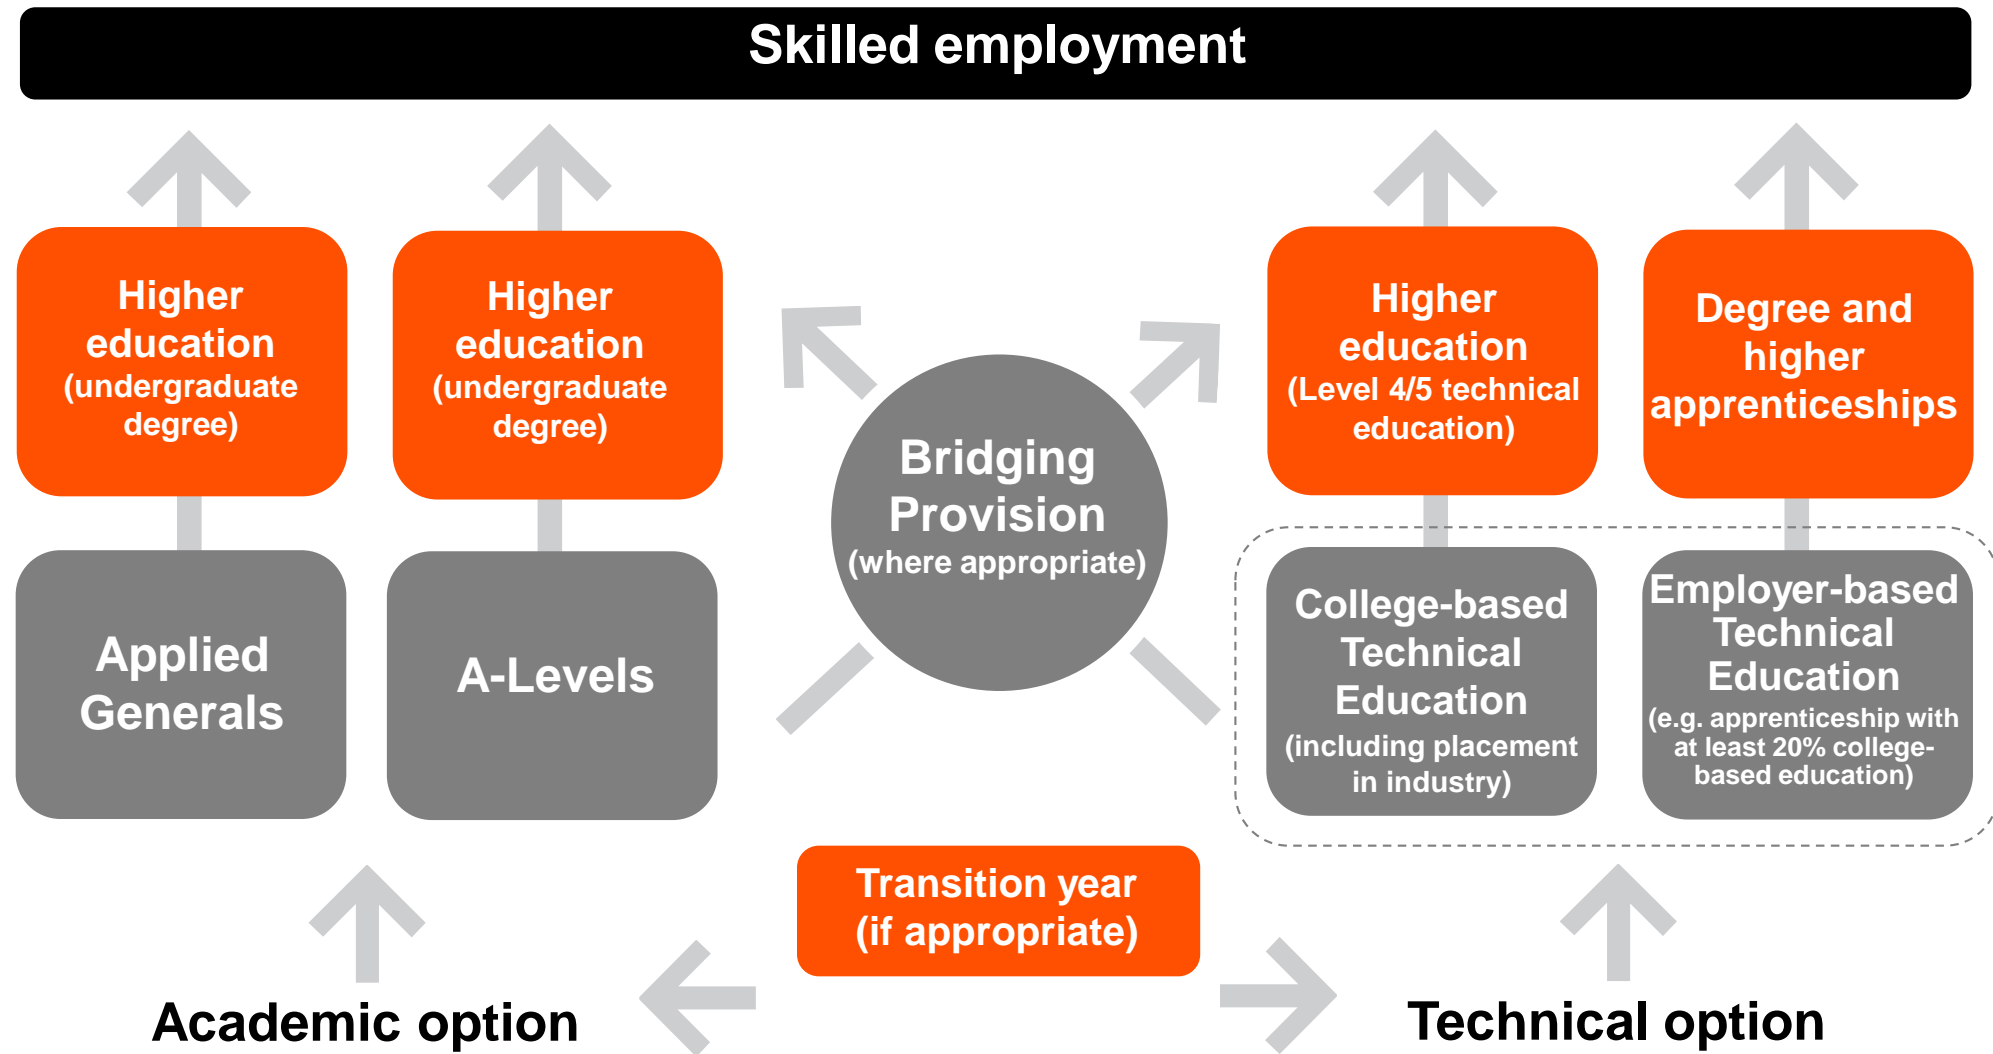 Skilled employment
Higher
education
(undergraduate
degree)
Higher
education
(undergraduate
degree)
Higher
education
(Level 4/5 technical
education)
Degree and
higher
apprenticeships
Bridging
Provision
(where appropriate)
Applied
Generals
A-Levels
College-based
Technical
Education
(including placement
in industry)
Employer-based
Technical
Education
(e.g. apprenticeship with
at least 20% college-
based education)
Transition year
(if appropriate)
Academic option
Technical option